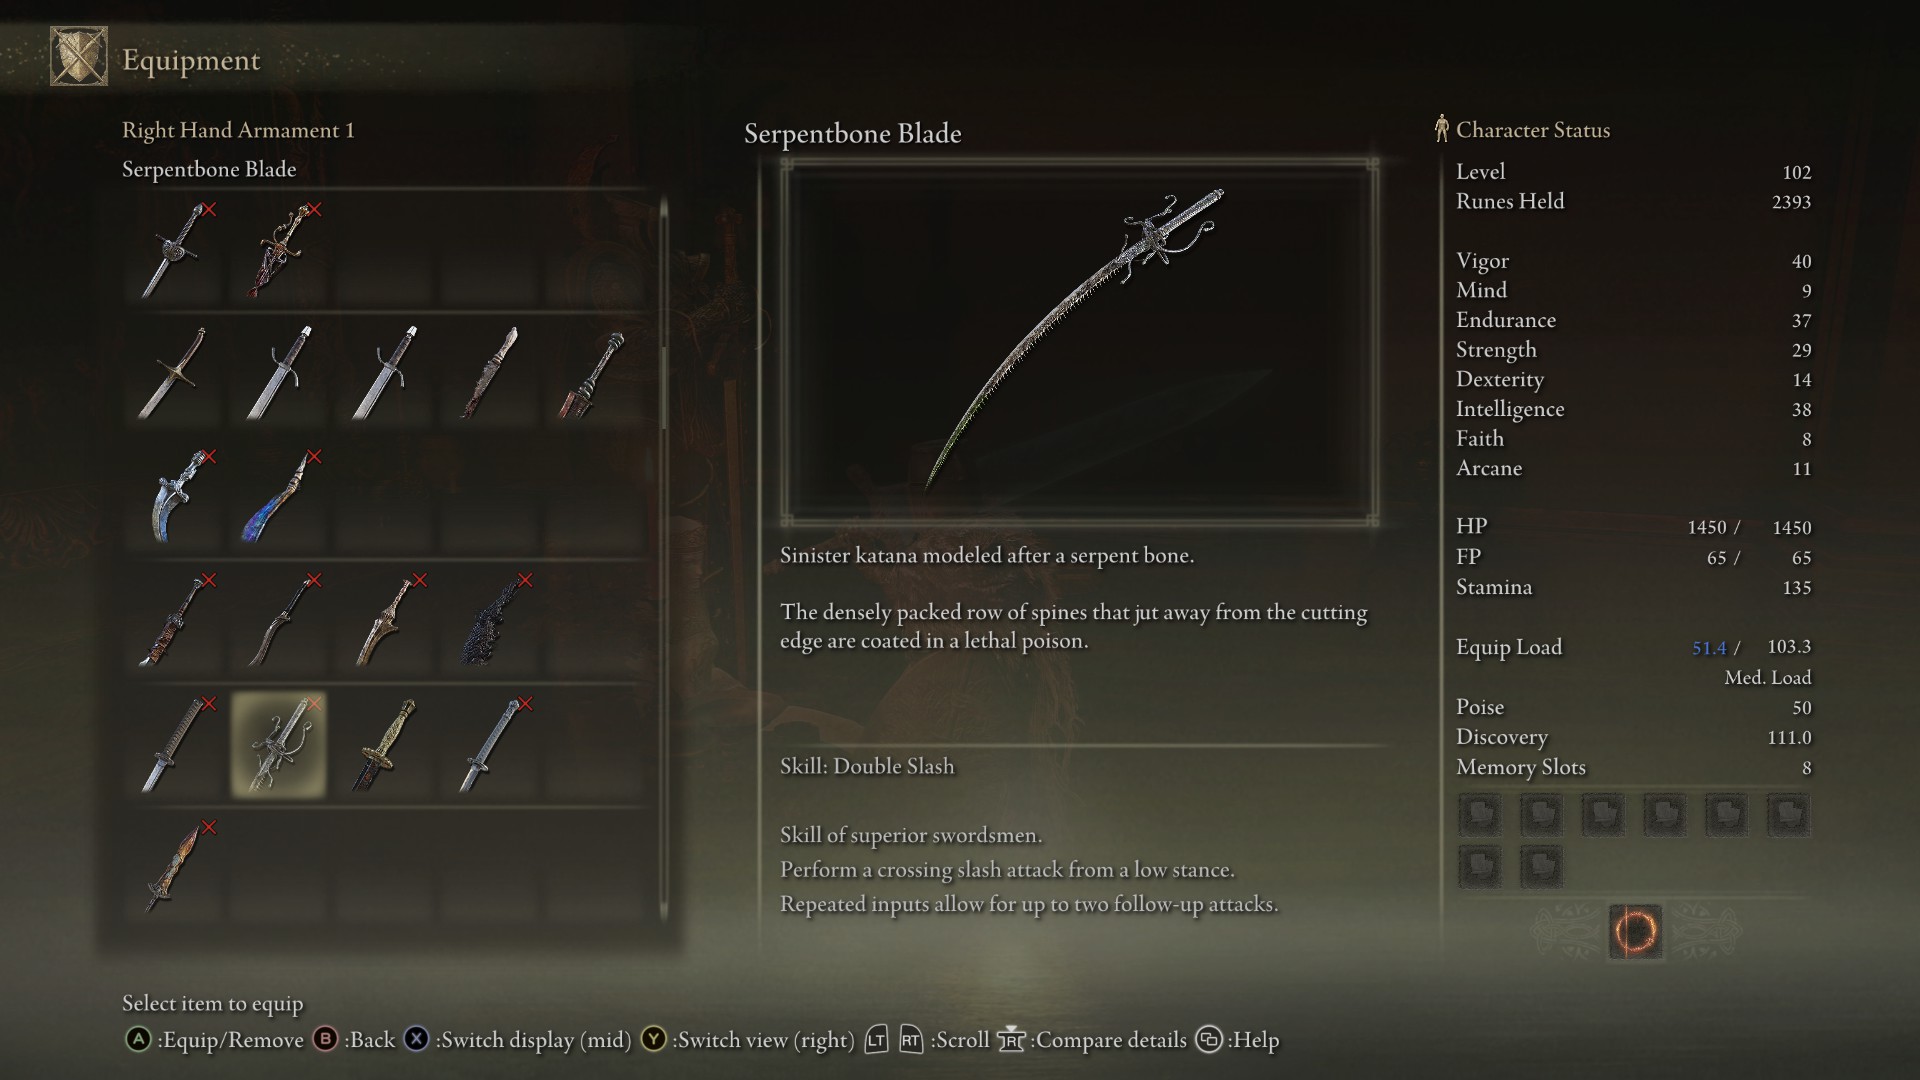 Equipment
Right Hand Armament 1
Serpentbone Blade
Serpentbone Blade
Sinister katana modeled after a serpent bone.
The densely packed row of spines that jut away from the cutting
edge are coated in a lethal poison.
Skill: Double Slash
Skill of superior swordsmen.
Perform a crossing slash attack from a low stance.
Repeated inputs allow for up to two follow-up attacks.
Character Status
Level 102
Runes Held 2393
Vigor 40
Mind 9
Endurance 37
Strength 29
Dexterity 14
Intelligence 38
Faith 8
Arcane 11
HP 1450 / 1450
FP 65 / 65
Stamina 135
Equip Load 51.4 / 103.3
Med. Load
Poise 50
Discovery 111.0
Memory Slots 8
Select item to equip
A :Equip/Remove B :Back X :Switch display (mid) Y :Switch view (right) LT RT :Scroll R :Compare details :Help